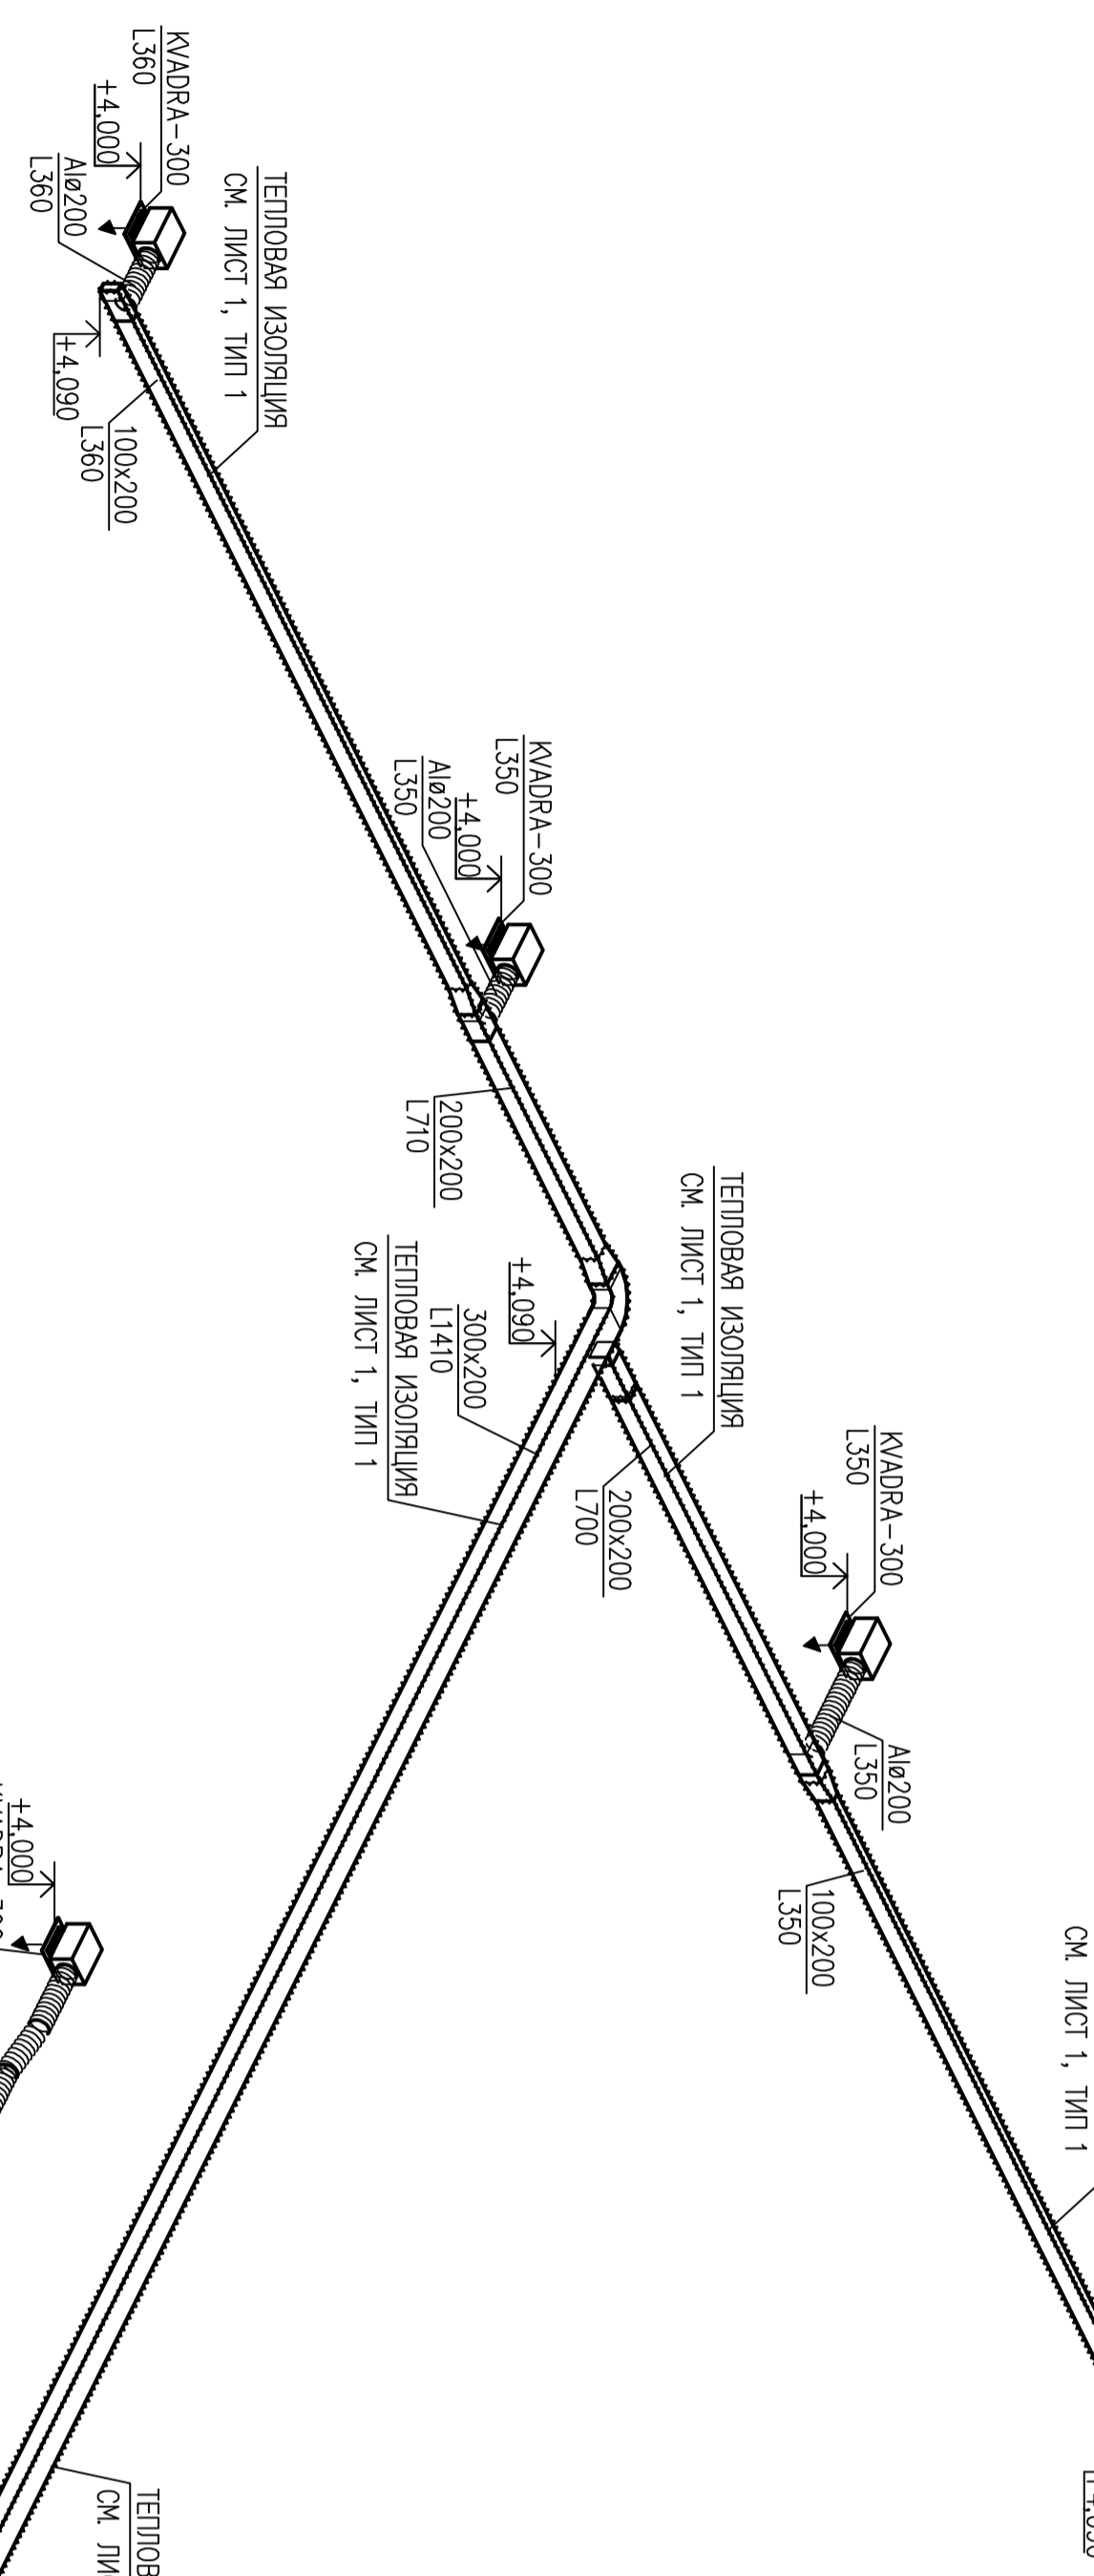 KVADRA-300
L360
+4,000
Alø200
L360
ТЕПЛОВАЯ ИЗОЛЯЦИЯ
СМ. ЛИСТ 1, ТИП 1
+4,090
100x200
L360
KVADRA-300
L350
+4,000
Alø200
L350
200x200
L710
ТЕПЛОВАЯ ИЗОЛЯЦИЯ
СМ. ЛИСТ 1, ТИП 1
+4,090
300x200
L1410
ТЕПЛОВАЯ ИЗОЛЯЦИЯ
СМ. ЛИСТ 1, ТИП 1
200x200
L700
KVADRA-300
L350
+4,000
Alø200
L350
100x200
L350
СМ. ЛИСТ 1, ТИП 1
+4,000
ТЕПЛОВ
СМ. ЛИ